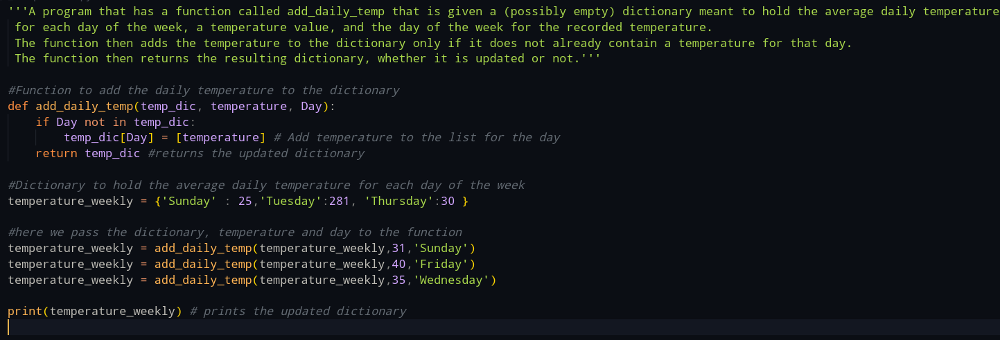 '''A program that has a function called add_daily_temp that is given a (possibly empty) dictionary meant to hold the average daily temperature
 for each day of the week, a temperature value, and the day of the week for the recorded temperature.
 The function then adds the temperature to the dictionary only if it does not already contain a temperature for that day.
 The function then returns the resulting dictionary, whether it is updated or not.'''

#Function to add the daily temperature to the dictionary
def add_daily_temp(temp_dic, temperature, Day):
    if Day not in temp_dic:
        temp_dic[Day] = [temperature] # Add temperature to the list for the day
    return temp_dic #returns the updated dictionary

#Dictionary to hold the average daily temperature for each day of the week
temperature_weekly = {'Sunday' : 25,'Tuesday':281, 'Thursday':30 }

#here we pass the dictionary, temperature and day to the function
temperature_weekly = add_daily_temp(temperature_weekly,31,'Sunday')
temperature_weekly = add_daily_temp(temperature_weekly,40,'Friday')
temperature_weekly = add_daily_temp(temperature_weekly,35,'Wednesday')

print(temperature_weekly) # prints the updated dictionary